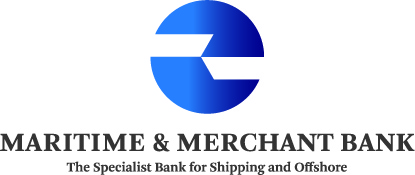 MARITIME & MERCHANT BANK
The Specialist Bank for Shipping and Offshore